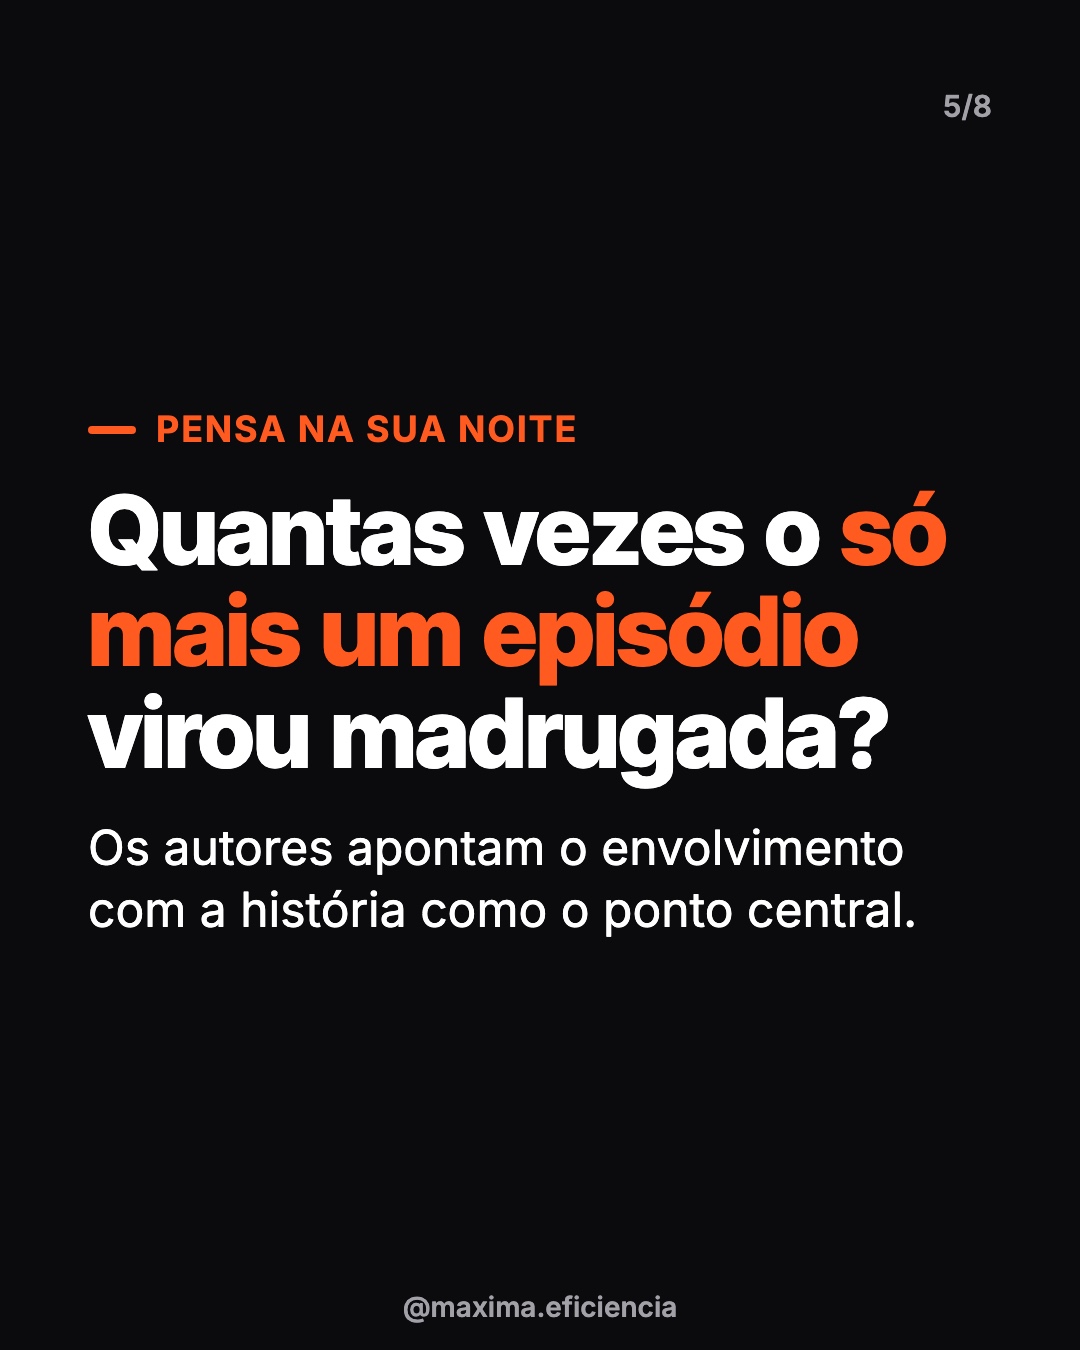 5/8
PENSA NA SUA NOITE
Quantas vezes o só
mais um episódio
virou madrugada?
Os autores apontam o envolvimento
com a história como o ponto central.
@maxima.eficiencia